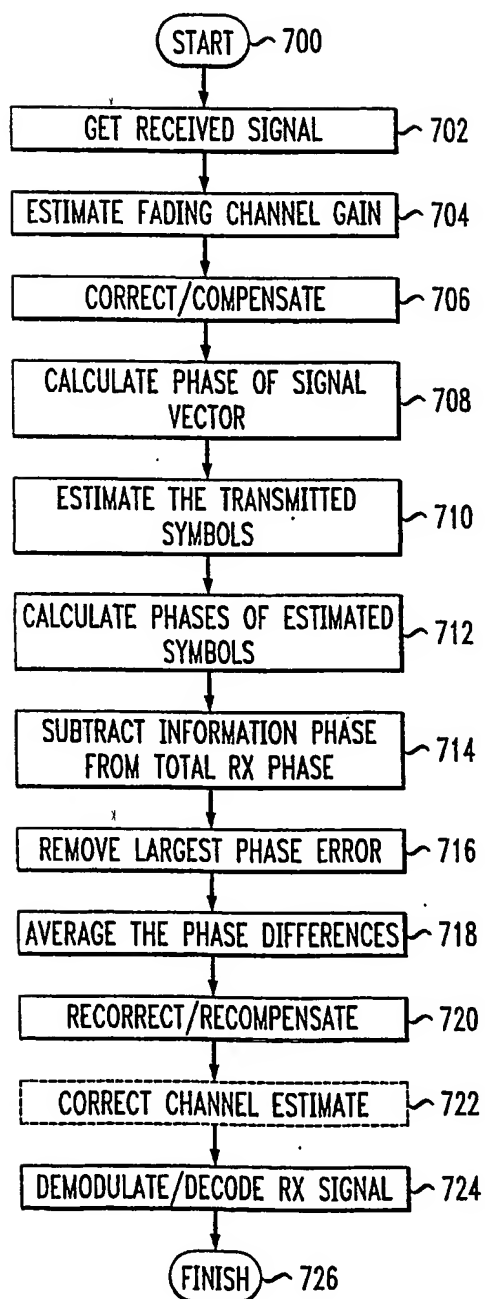 START 700
GET RECEIVED SIGNAL 702
ESTIMATE FADING CHANNEL GAIN 704
CORRECT/COMPENSATE 706
CALCULATE PHASE OF SIGNAL
VECTOR 708
ESTIMATE THE TRANSMITTED
SYMBOLS 710
CALCULATE PHASES OF ESTIMATED
SYMBOLS 712
SUBTRACT INFORMATION PHASE
FROM TOTAL RX PHASE 714
REMOVE LARGEST PHASE ERROR 716
AVERAGE THE PHASE DIFFERENCES 718
RECORRECT/RECOMPENSATE 720
CORRECT CHANNEL ESTIMATE 722
DEMODULATE/DECODE RX SIGNAL 724
FINISH 726